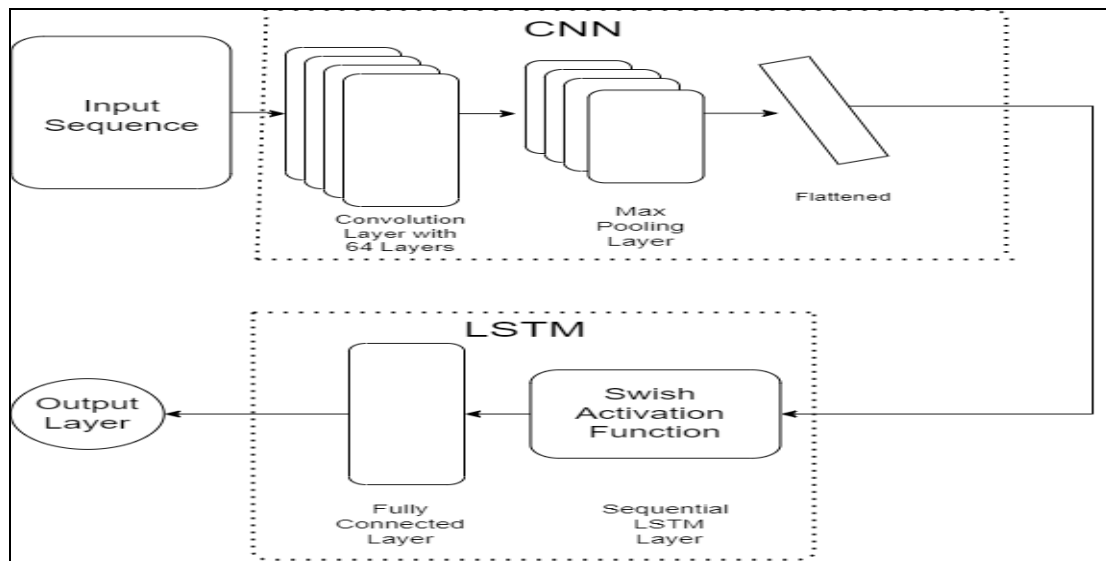 CNN
Input
Sequence
Convolution
Layer with
64 Layers
Max
Pooling
Layer
Flattened
LSTM
Output
Layer
Swish
Activation
Function
Fully
Connected
Layer
Sequential
LSTM
Layer